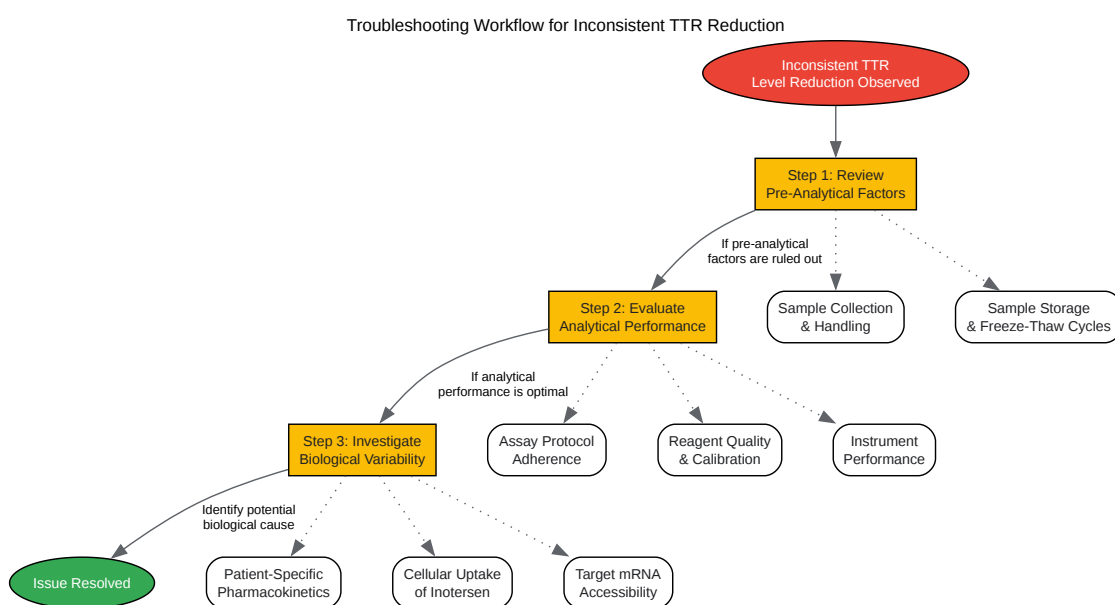 Troubleshooting Workflow for Inconsistent TTR Reduction
Inconsistent TTR
Level Reduction Observed
Step 1: Review
Pre-Analytical Factors
If pre-analytical
factors are ruled out
Step 2: Evaluate
Analytical Performance
Sample Collection
& Handling
Sample Storage
& Freeze-Thaw Cycles
If analytical
performance is optimal
Step 3: Investigate
Biological Variability
Assay Protocol
Adherence
Reagent Quality
& Calibration
Instrument
Performance
Identify potential
biological cause
Issue Resolved
Patient-Specific
Pharmacokinetics
Cellular Uptake
of Inotersen
Target mRNA
Accessibility